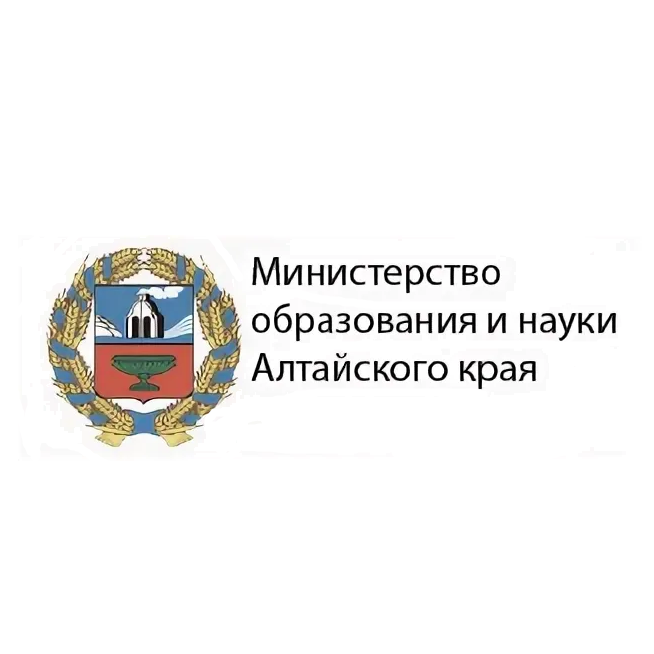 Министерство
образования и науки
Алтайского края